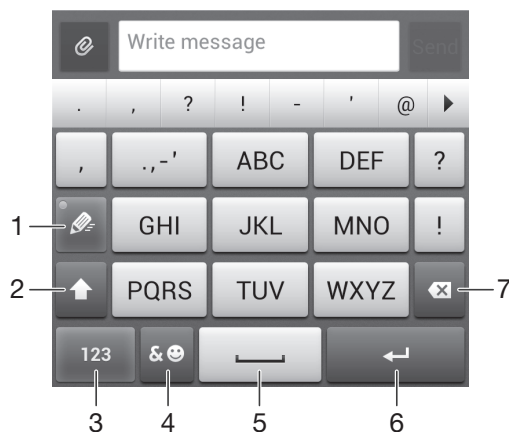 Write message Send
. , ? ! - ' @
, .,-' ABC DEF ?
1 GHI JKL MNO !
2 PQRS TUV WXYZ 7
123 &
3 4 5 6